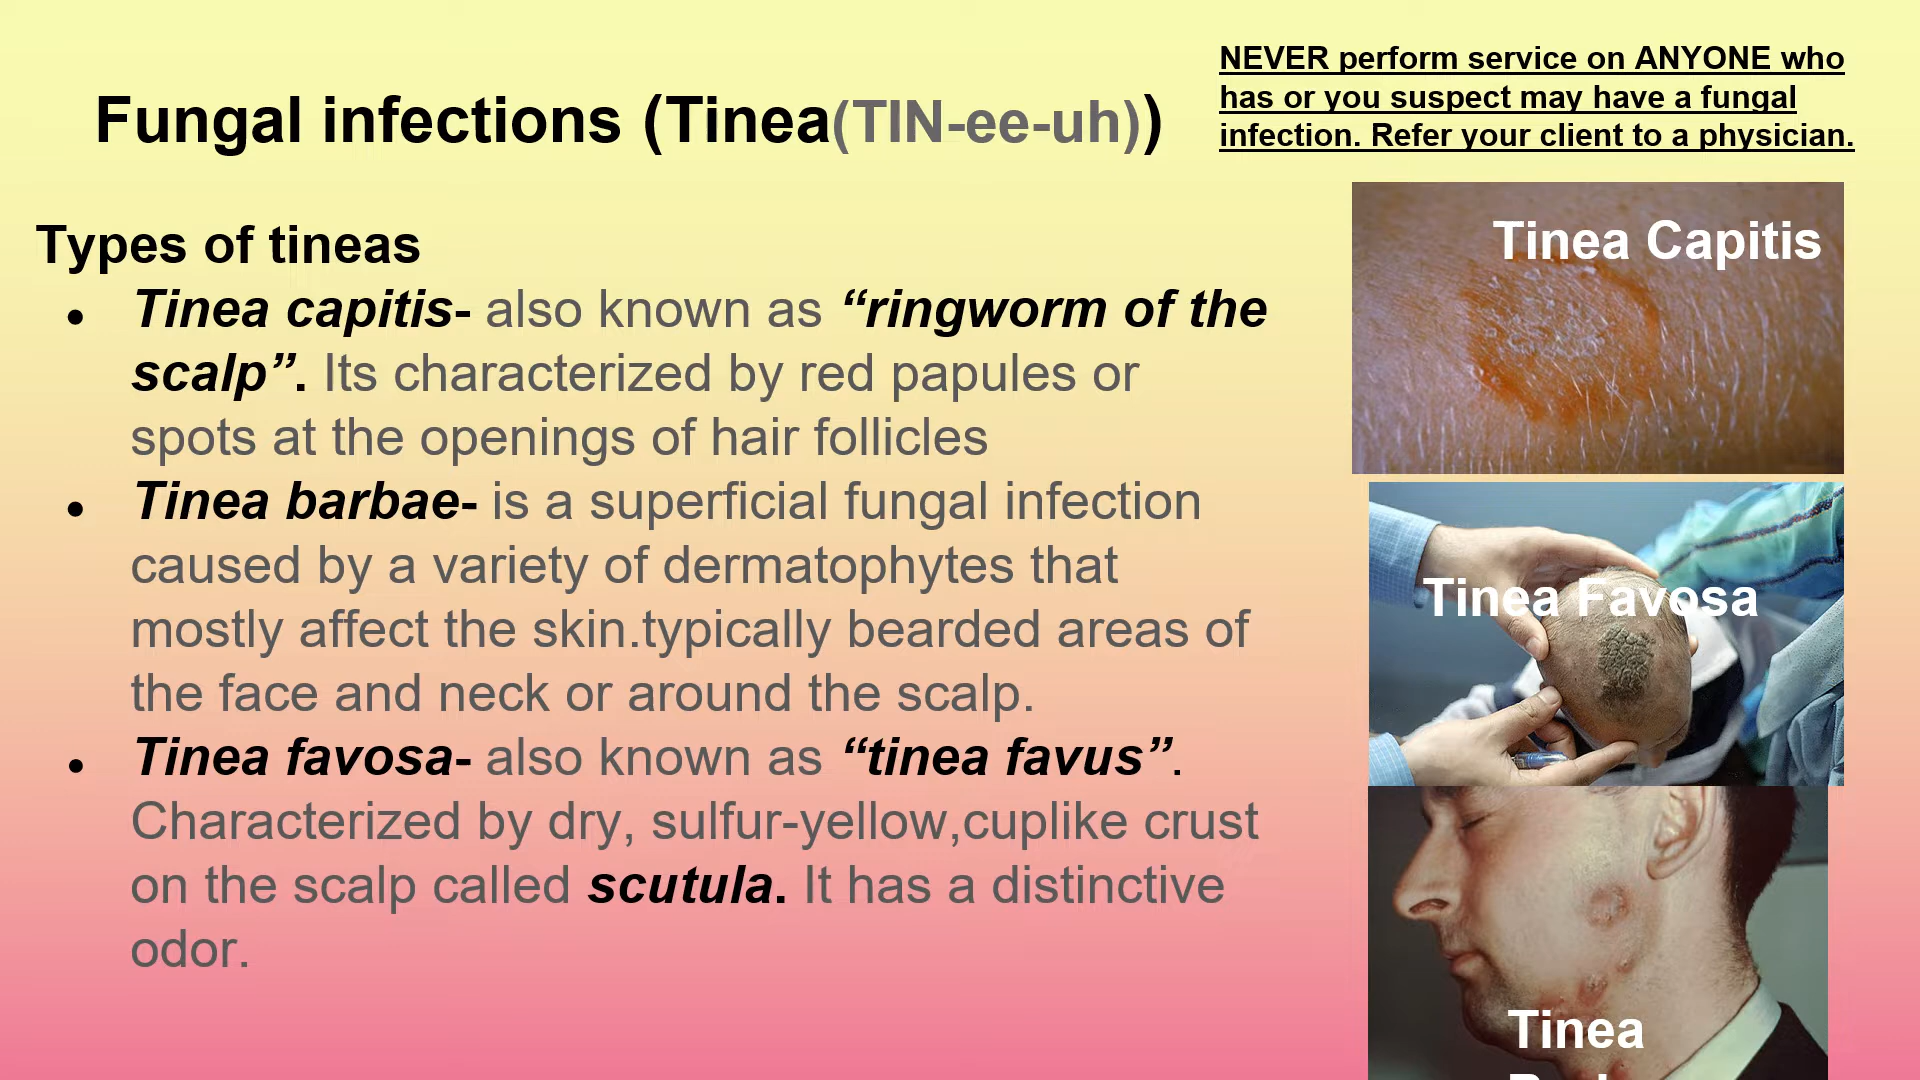 Fungal infections (Tinea(TIN-ee-uh))
NEVER perform service on ANYONE who
has or you suspect may have a fungal
infection. Refer your client to a physician.
Types of tineas
● Tinea capitis- also known as “ringworm of the
scalp”. Its characterized by red papules or
spots at the openings of hair follicles
● Tinea barbae- is a superficial fungal infection
caused by a variety of dermatophytes that
mostly affect the skin.typically bearded areas of
the face and neck or around the scalp.
● Tinea favosa- also known as “tinea favus”.
Characterized by dry, sulfur-yellow,cuplike crust
on the scalp called scutula. It has a distinctive
odor.
Tinea Capitis
Tinea Favosa
Tinea